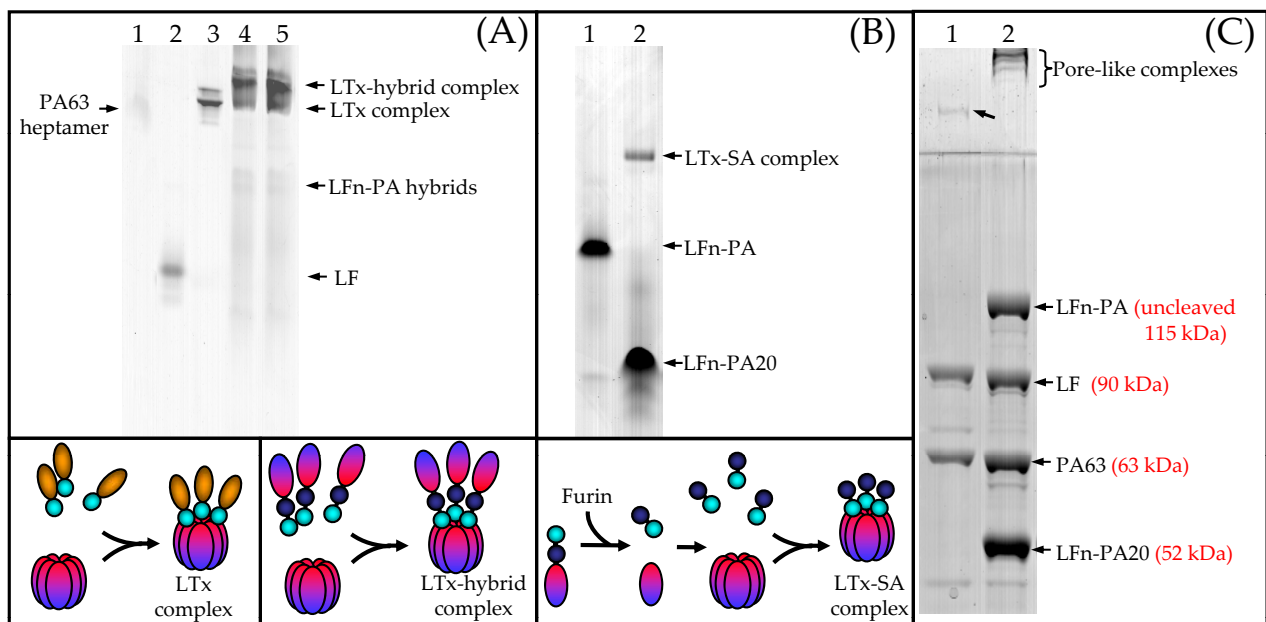 (A)
1 2 3 4 5
PA63
heptamer
LTx-hybrid complex
LTx complex
LFn-PA hybrids
LF
(B)
1 2
LTx-SA complex
LFn-PA
LFn-PA20
(C)
1 2
Pore-like complexes
LFn-PA (uncleaved
115 kDa)
LF (90 kDa)
PA63 (63 kDa)
LFn-PA20 (52 kDa)
LTx
complex
LTx-hybrid
complex
Furin
LTx-SA
complex